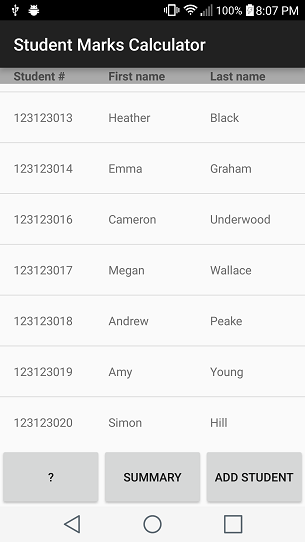 100% 8:07 PM
Student Marks Calculator
Student # First name Last name
123123013 Heather Black
123123014 Emma Graham
123123016 Cameron Underwood
123123017 Megan Wallace
123123018 Andrew Peake
123123019 Amy Young
123123020 Simon Hill
? SUMMARY ADD STUDENT